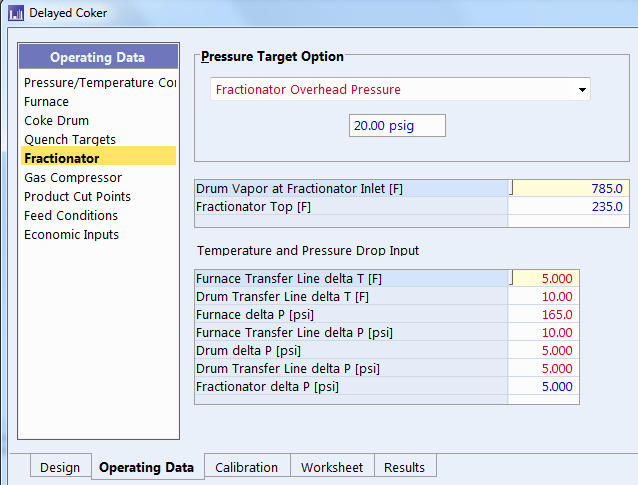 Delayed Coker
Operating Data
Pressure/Temperature Cor
Furnace
Coke Drum
Quench Targets
Fractionator
Gas Compressor
Product Cut Points
Feed Conditions
Economic Inputs
Pressure Target Option
Fractionator Overhead Pressure
20.00 psig
Drum Vapor at Fractionator Inlet [F] 785.0
Fractionator Top [F] 235.0
Temperature and Pressure Drop Input
Furnace Transfer Line delta T [F] 5.000
Drum Transfer Line delta T [F] 10.00
Furnace delta P [psi] 165.0
Furnace Transfer Line delta P [psi] 10.00
Drum delta P [psi] 5.000
Drum Transfer Line delta P [psi] 5.000
Fractionator delta P [psi] 5.000
Design Operating Data Calibration Worksheet Results